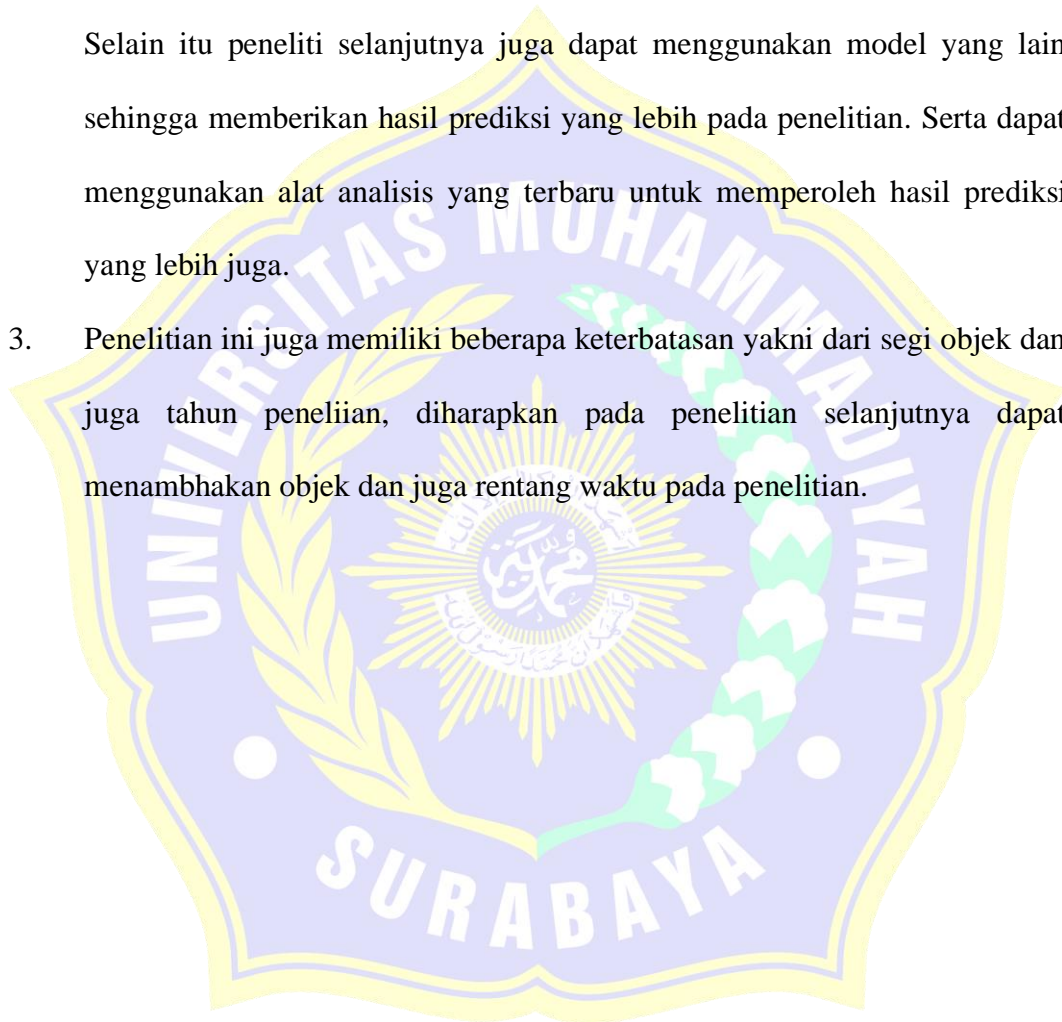 Selain itu peneliti selanjutnya juga dapat menggunakan model yang lain
sehingga memberikan hasil prediksi yang lebih pada penelitian. Serta dapat
menggunakan alat analisis yang terbaru untuk memperoleh hasil prediksi
yang lebih juga.
3. Penelitian ini juga memiliki beberapa keterbatasan yakni dari segi objek dan
juga tahun peneliian, diharapkan pada penelitian selanjutnya dapat
menambhakan objek dan juga rentang waktu pada penelitian.
UNIVERSITAS MUHAMMADIYAH
SURABAYA